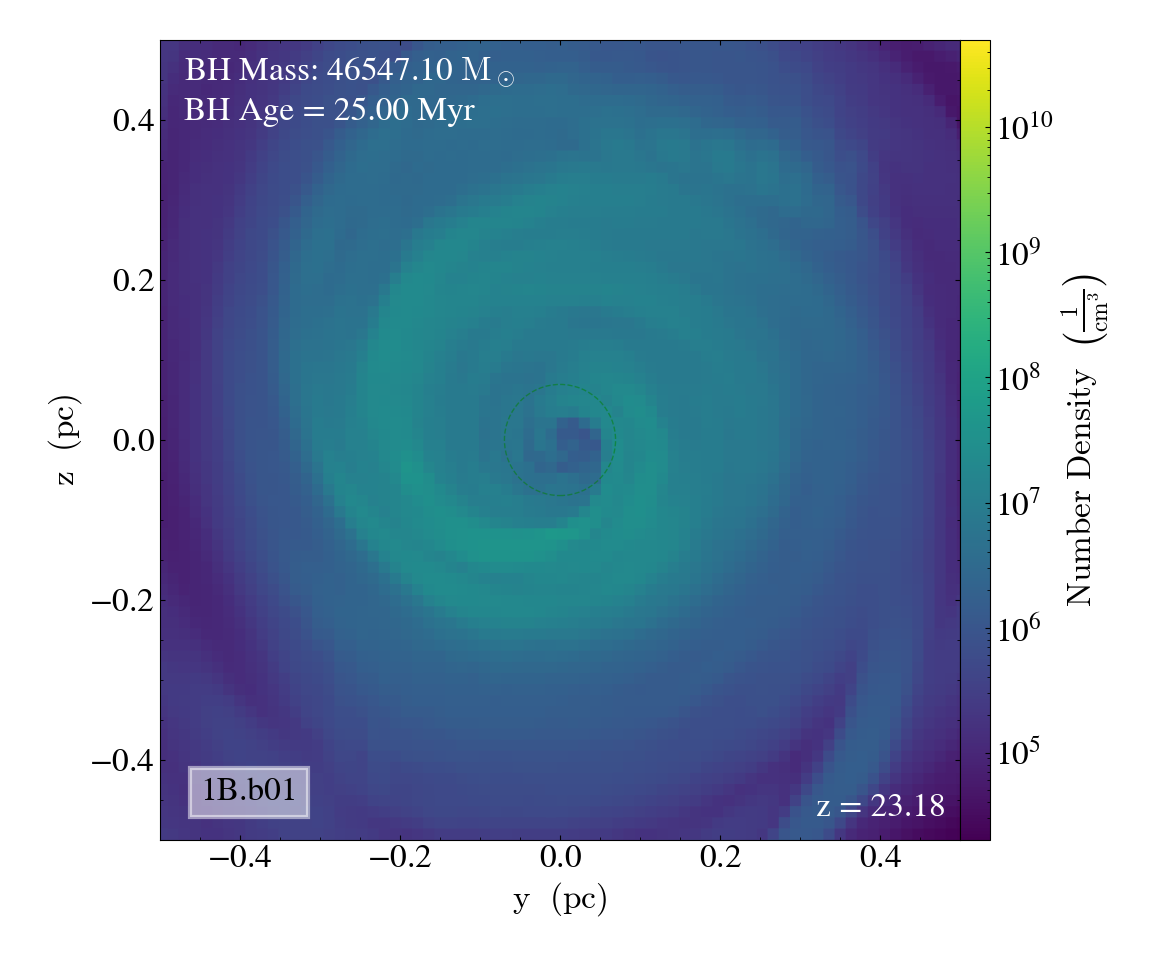 BH Mass: 46547.10 M☉
BH Age = 25.00 Myr
0.4
0.2
0.0
−0.2
−0.4
z (pc)
1B.b01
z = 23.18
−0.4 −0.2 0.0 0.2 0.4
y (pc)
10¹⁰
10⁹
10⁸
10⁷
10⁶
10⁵
Number Density (1/cm³)